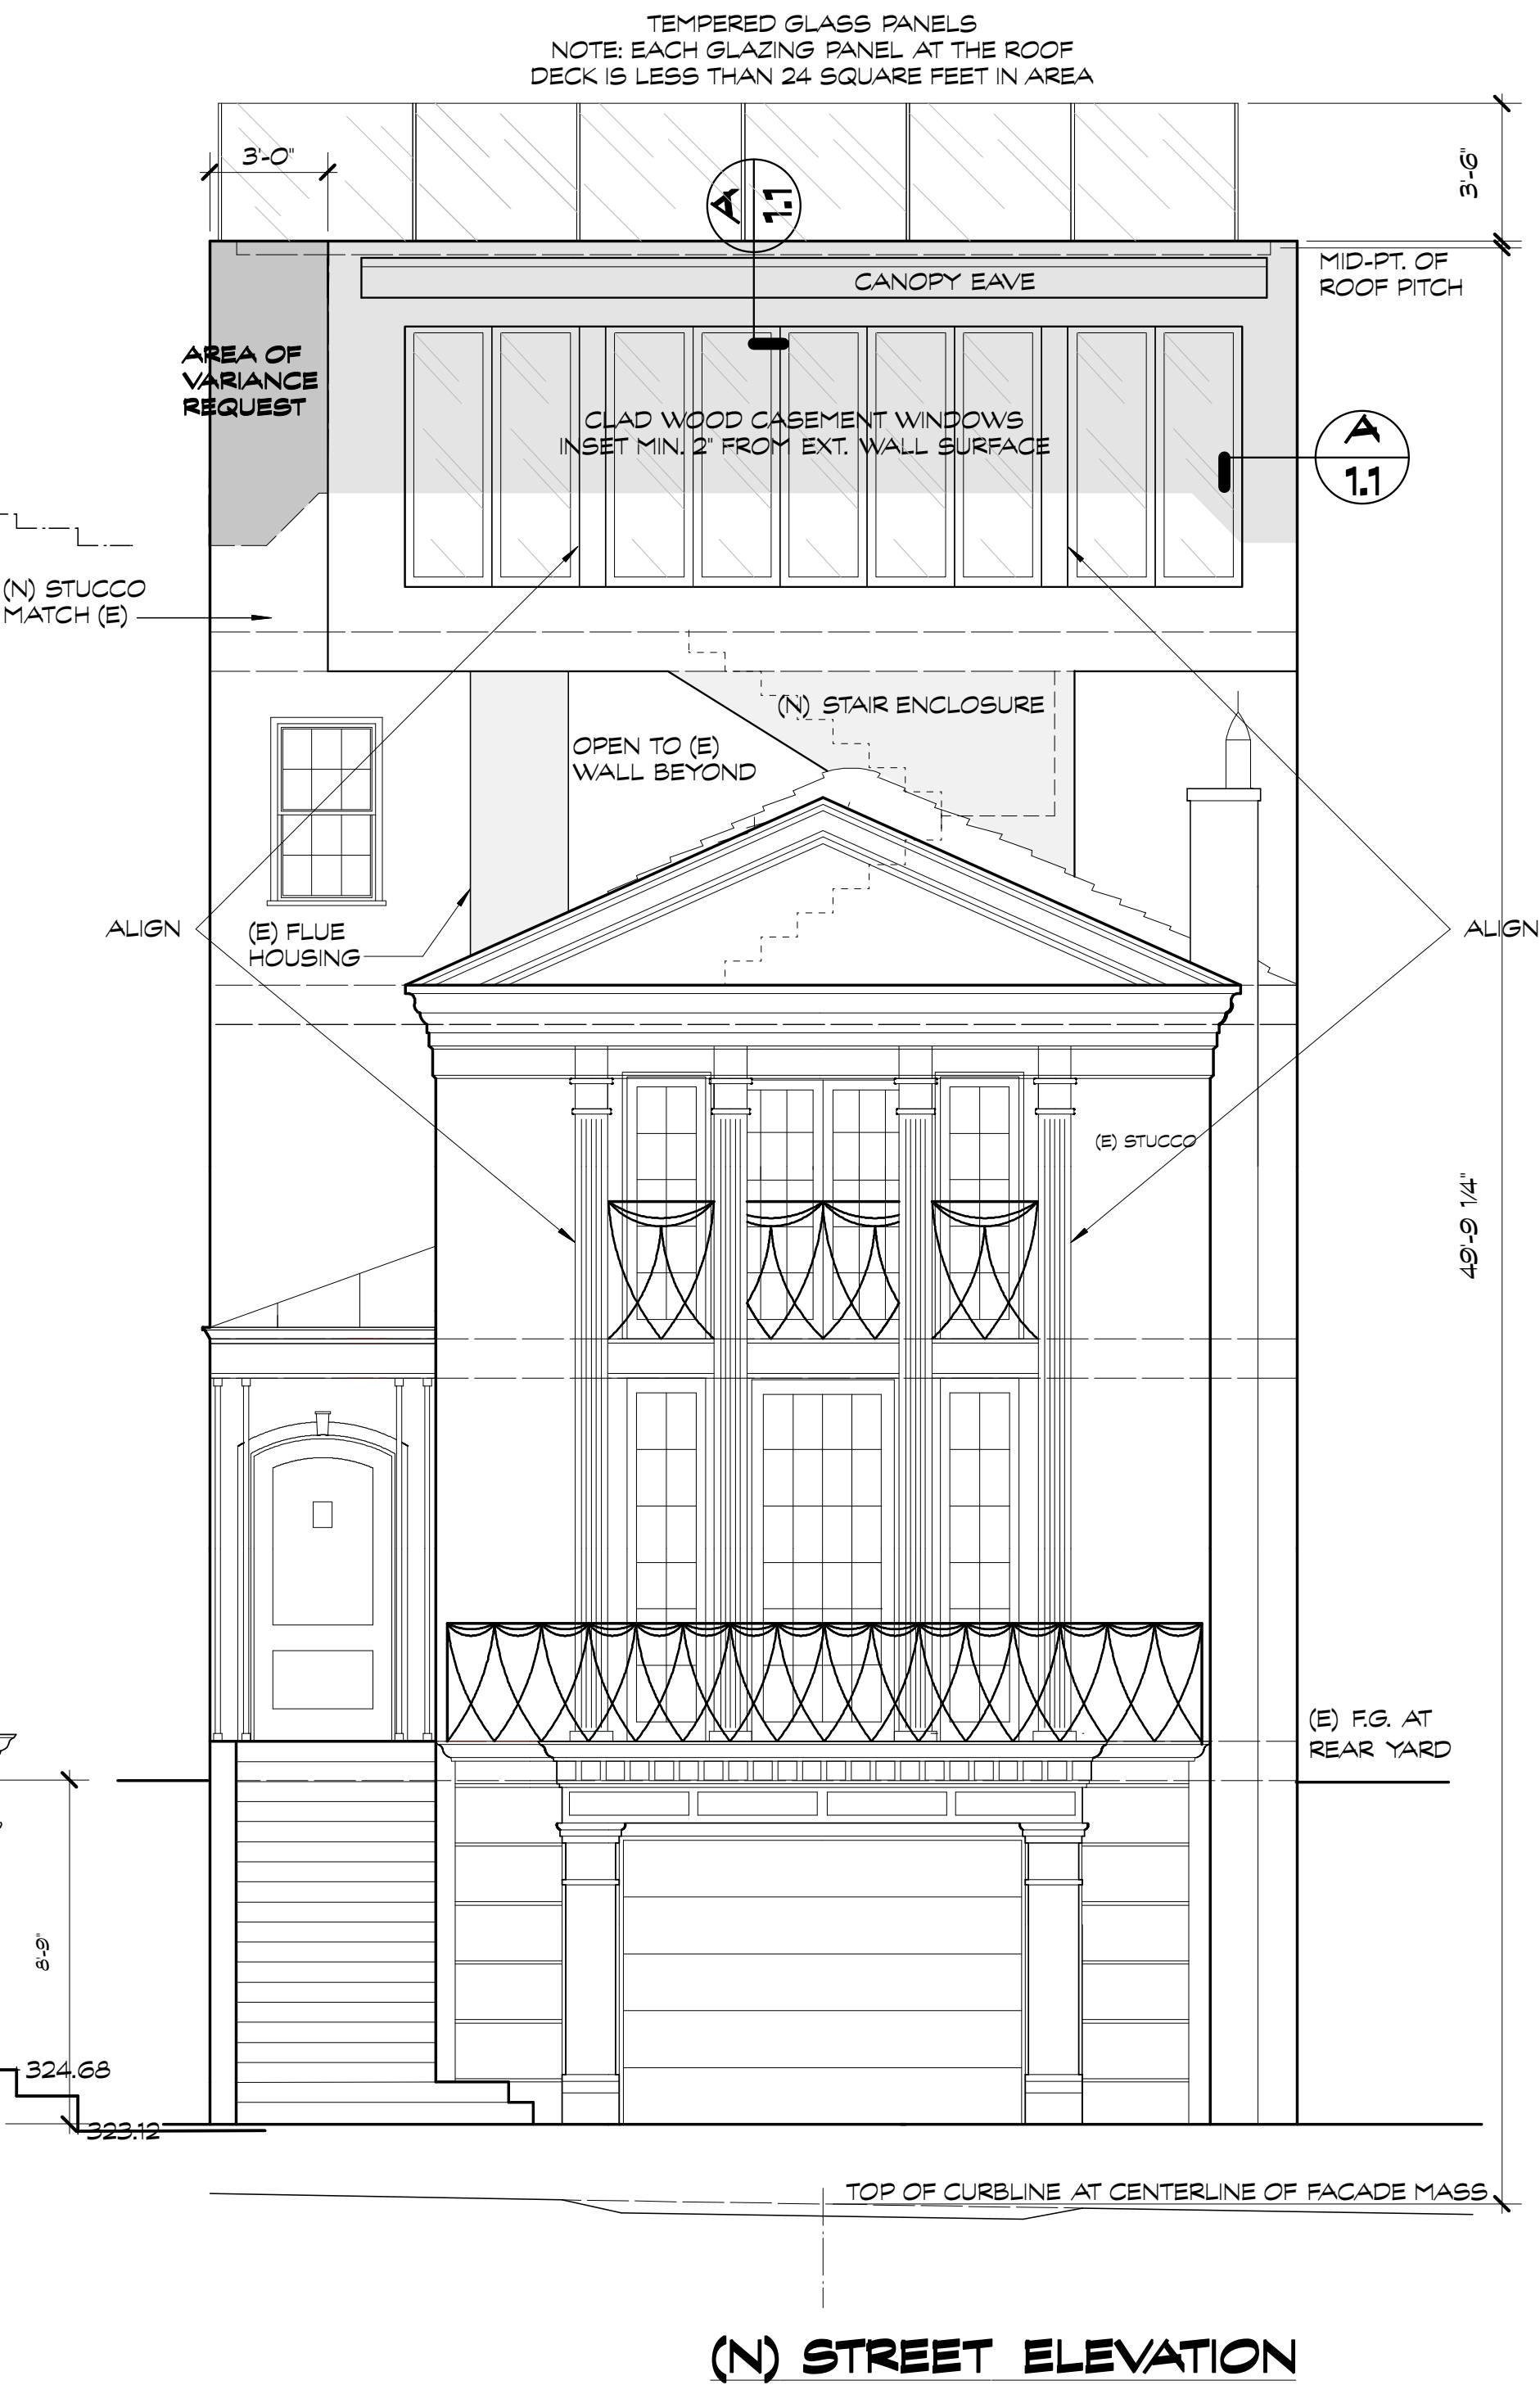 TEMPERED GLASS PANELS
NOTE: EACH GLAZING PANEL AT THE ROOF
DECK IS LESS THAN 24 SQUARE FEET IN AREA
3'-0"
3'-6"
A
1.1
MID-PT. OF
ROOF PITCH
CANOPY EAVE
AREA OF
VARIANCE
REQUEST
CLAD WOOD CASEMENT WINDOWS
INSET MIN. 2" FROM EXT. WALL SURFACE
A
1.1
(N) STUCCO
MATCH (E)
(N) STAIR ENCLOSURE
OPEN TO (E)
WALL BEYOND
ALIGN
(E) FLUE
HOUSING
ALIGN
(E) STUCCO
49'-9 1/4"
(E) F.G. AT
REAR YARD
8'-9"
324.68
323.12
TOP OF CURBLINE AT CENTERLINE OF FACADE MASS
(N) STREET ELEVATION